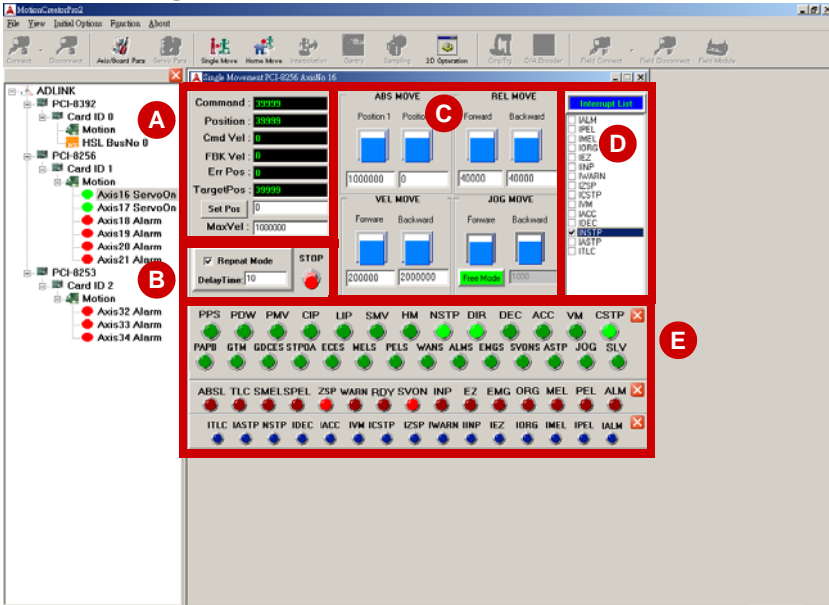 MotionCreatorPro2
File View Initial Options Function About
Connect Disconnect Axis/Board Para Servo Para Single Move Home Move Interpolation Gantry Sampling 2D Operation Cmp/Trg D/A Encoder Field Connect Field Disconnect Field Module
Single Movement PCI-8256 AxisNo 16
ADLINK
PCI-8392
Card ID 0
Motion
HSL BusNo 0
PCI-8256
Card ID 1
Motion
Axis16 ServoOn
Axis17 ServoOn
Axis18 Alarm
Axis19 Alarm
Axis20 Alarm
Axis21 Alarm
PCI-8253
Card ID 2
Motion
Axis32 Alarm
Axis33 Alarm
Axis34 Alarm
A
Command : 39999
Position : 39999
Cmd Vel : 0
FBK Vel : 0
Err Pos : 0
TargetPos : 39999
Set Pos 0
MaxVel : 1000000
B
Repeat Mode
DelayTime: 10
STOP
C
ABS MOVE
Position 1
1000000 0
REL MOVE
Forward Backward
40000 40000
VEL MOVE
Forware Backward
200000 2000000
JOG MOVE
Forware Backward
Free Mode 1000
D
Interrupt List
IALM
IPEL
IMEL
IORG
IEZ
IINP
IWARN
IZSP
ICSTP
IVM
IACC
IDEC
INSTP
IASTP
ITLC
E
PPS PDW PMV CIP LIP SMV HM NSTP DIR DEC ACC VM CSTP
PAPB GTM GDCES STPOA ECES MELS PELS WANS ALMS EMGS SVONS ASTP JOG SLV
ABSL TLC SMEL SPEL ZSP WARN RDY SVON INP EZ EMG ORG MEL PEL ALM
ITLC IASTP NSTP IDEC IACC IVM ICSTP IZSP IWARN IINP IEZ IORG IMEL IPEL IALM